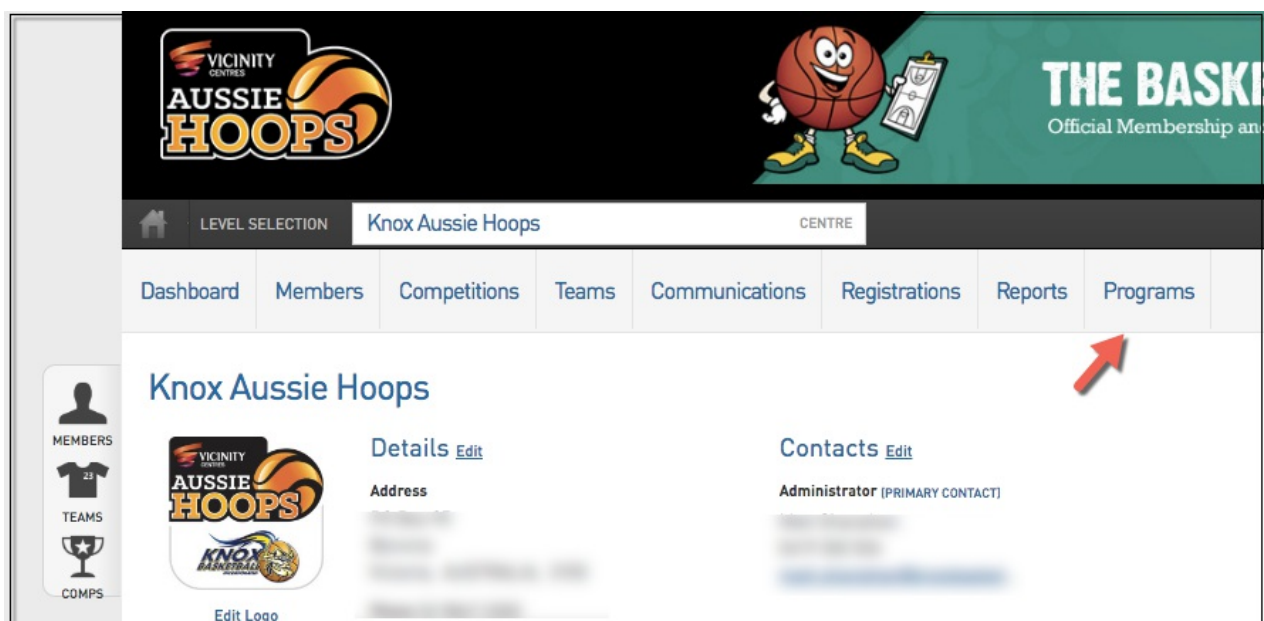 VICINITY
CENTRES
AUSSIE
HOOPS
THE BASKE
Official Membership an
LEVEL SELECTION Knox Aussie Hoops CENTRE
Dashboard Members Competitions Teams Communications Registrations Reports Programs
Knox Aussie Hoops
MEMBERS
23
TEAMS
COMPS
VICINITY
CENTRES
AUSSIE
HOOPS
KNOX
BASKETBALL
Edit Logo
Details Edit
Address
Contacts Edit
Administrator [PRIMARY CONTACT]